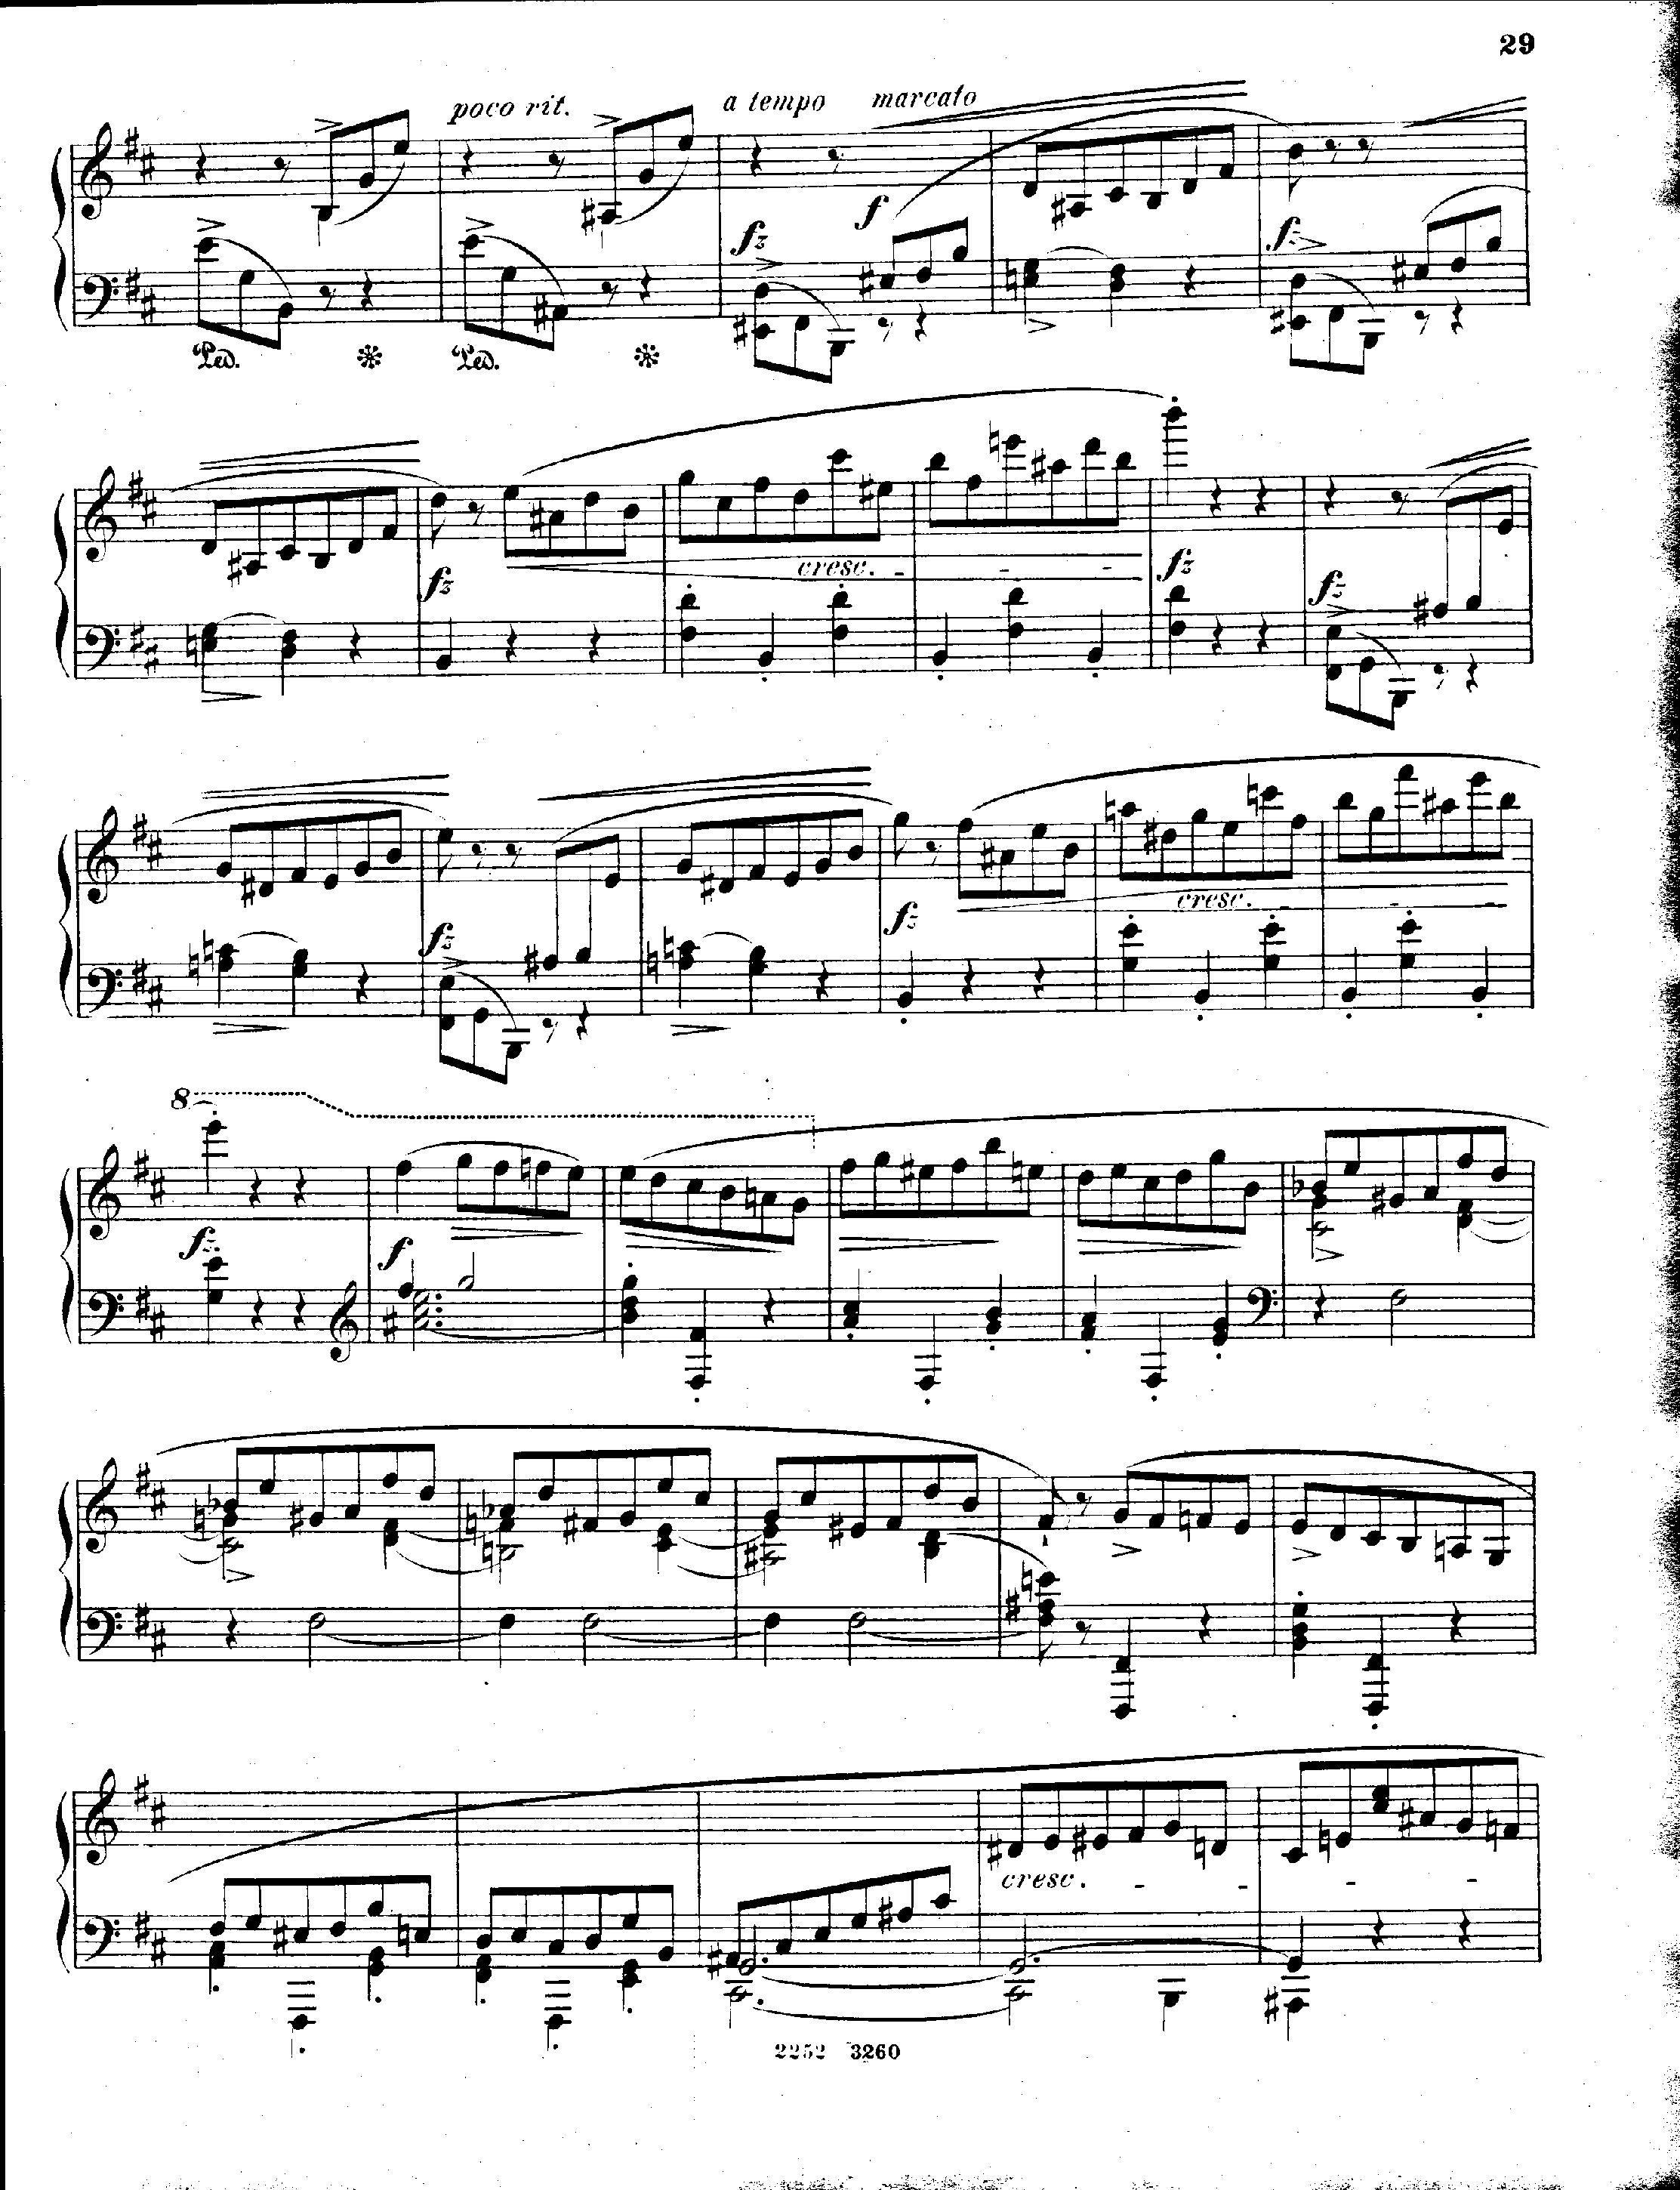 29
poco rit.
a tempo
marcato
fz
f
fz
Ped.
Ped.
cresc.
fz
fz
fz
cresc.
fz
fz
8
fz
f
cresc.
2252 3260